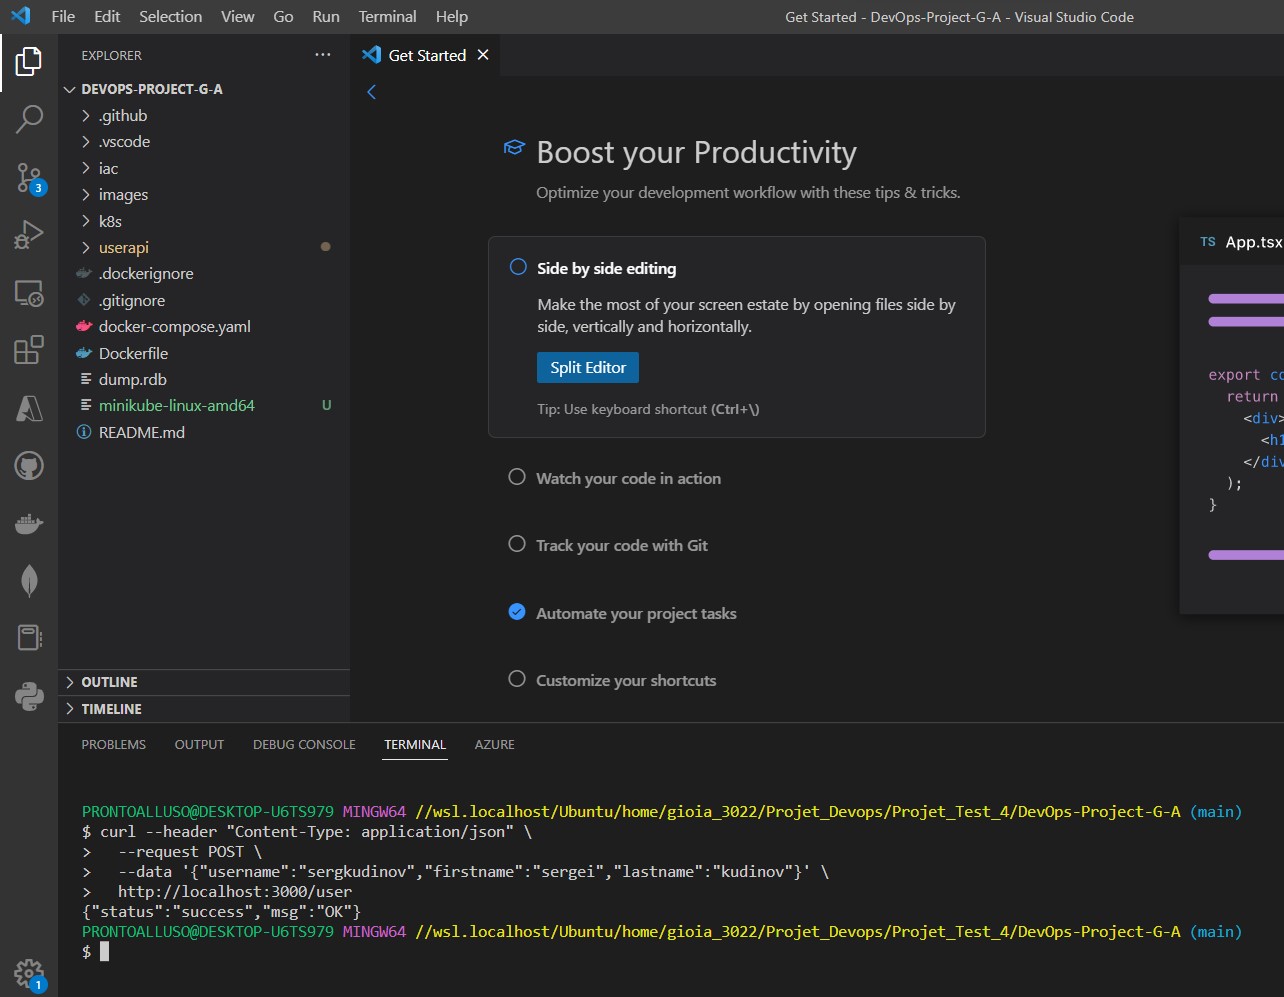 File Edit Selection View Go Run Terminal Help
Get Started - DevOps-Project-G-A - Visual Studio Code
EXPLORER
Get Started
DEVOPS-PROJECT-G-A
.github
.vscode
iac
images
k8s
userapi
.dockerignore
.gitignore
docker-compose.yaml
Dockerfile
dump.rdb
minikube-linux-amd64 U
README.md
OUTLINE
TIMELINE
3
1
Boost your Productivity
Optimize your development workflow with these tips & tricks.
Side by side editing
Make the most of your screen estate by opening files side by
side, vertically and horizontally.
Split Editor
Tip: Use keyboard shortcut (Ctrl+\)
Watch your code in action
Track your code with Git
Automate your project tasks
Customize your shortcuts
TS App.tsx
export co
return
<div>
<h1
</div
);
}
PROBLEMS OUTPUT DEBUG CONSOLE TERMINAL AZURE
PRONTOALLUSO@DESKTOP-U6TS979 MINGW64 //wsl.localhost/Ubuntu/home/gioia_3022/Projet_Devops/Projet_Test_4/DevOps-Project-G-A (main)
$ curl --header "Content-Type: application/json" \
> --request POST \
> --data '{"username":"sergkudinov","firstname":"sergei","lastname":"kudinov"}' \
> http://localhost:3000/user
{"status":"success","msg":"OK"}
PRONTOALLUSO@DESKTOP-U6TS979 MINGW64 //wsl.localhost/Ubuntu/home/gioia_3022/Projet_Devops/Projet_Test_4/DevOps-Project-G-A (main)
$